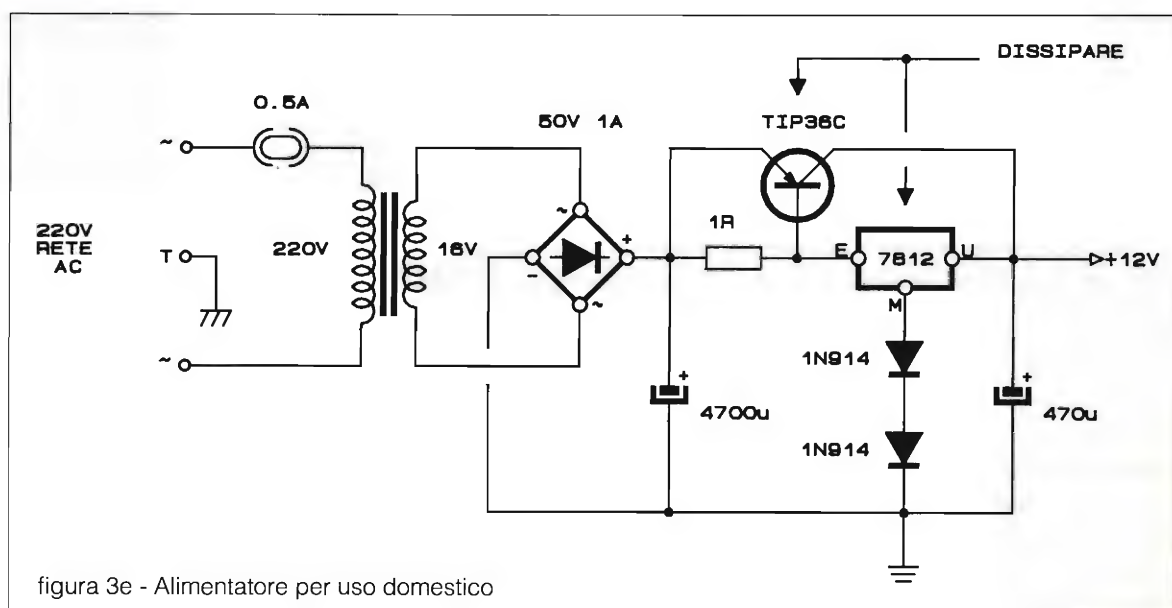 DISSIPARE
0.5A
50V 1A
TIP36C
~
220V
RETE
AC
T
~
220V
16V
~
-
+
~
1R
E
7812
U
M
+12V
1N914
+
4700u
1N914
+
470u
figura 3e - Alimentatore per uso domestico